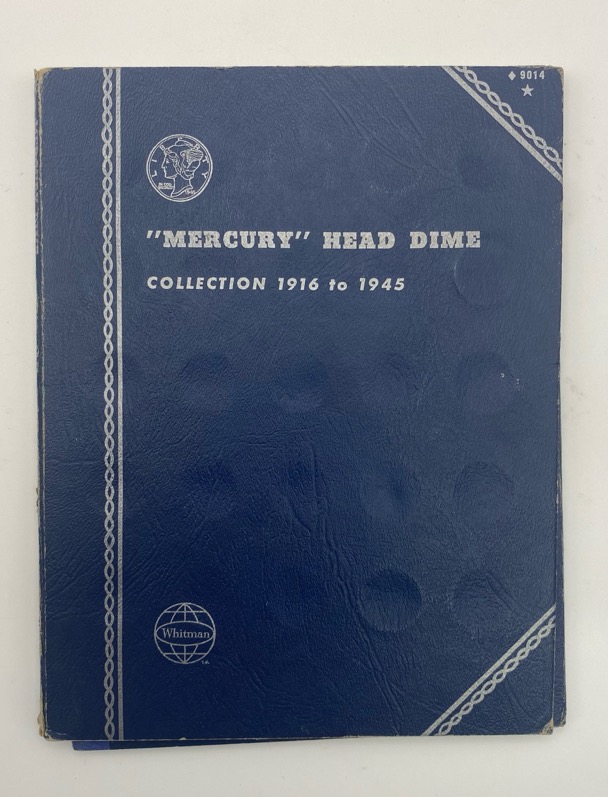 ♦ 9014
"MERCURY" HEAD DIME
COLLECTION 1916 to 1945
Whitman